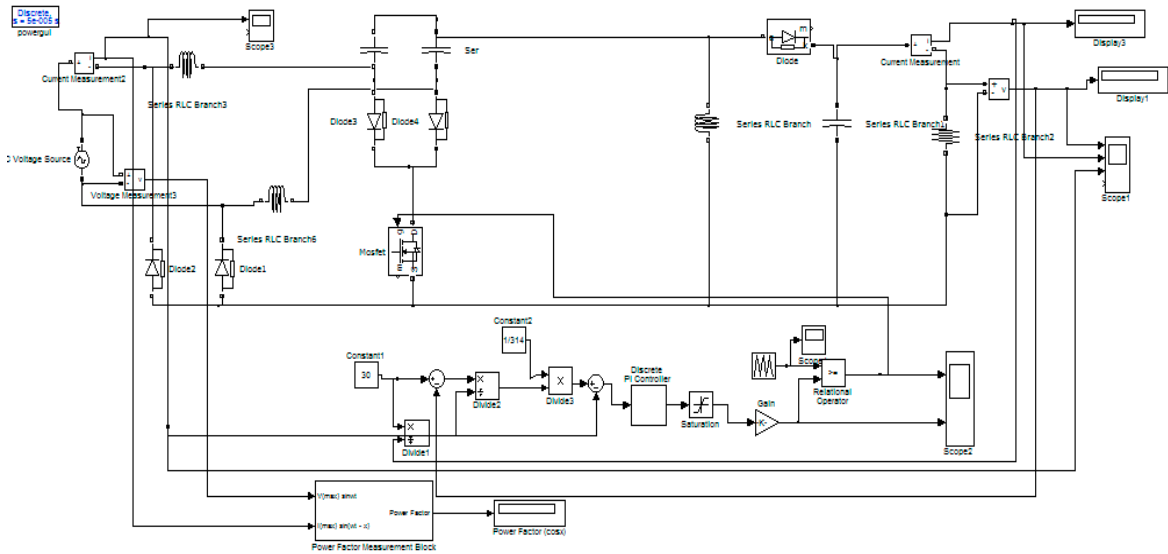 Discrete,
s = 5e-005 s
powergui
Scope3
Ser
m
Diode
Current Measurement
Display3
Current Measurement2
Series RLC Branch3
Diode3
Diode4
Series RLC Branch
Series RLC Branch1
Series RLC Branch2
Display1
Voltage Source
Voltage Measurement3
Scope1
Series RLC Branch6
Mosfet
Diode2
Diode1
Constant2
1/314
Constant1
30
Divide2
Divide3
Discrete
PI Controller
Saturation
Gain
-K-
>=
Relational
Operator
Divide1
Scope2
V(max) sinwt
I(max) sin(wt - x)
Power Factor
Power Factor Measurement Block
Power Factor (cosx)